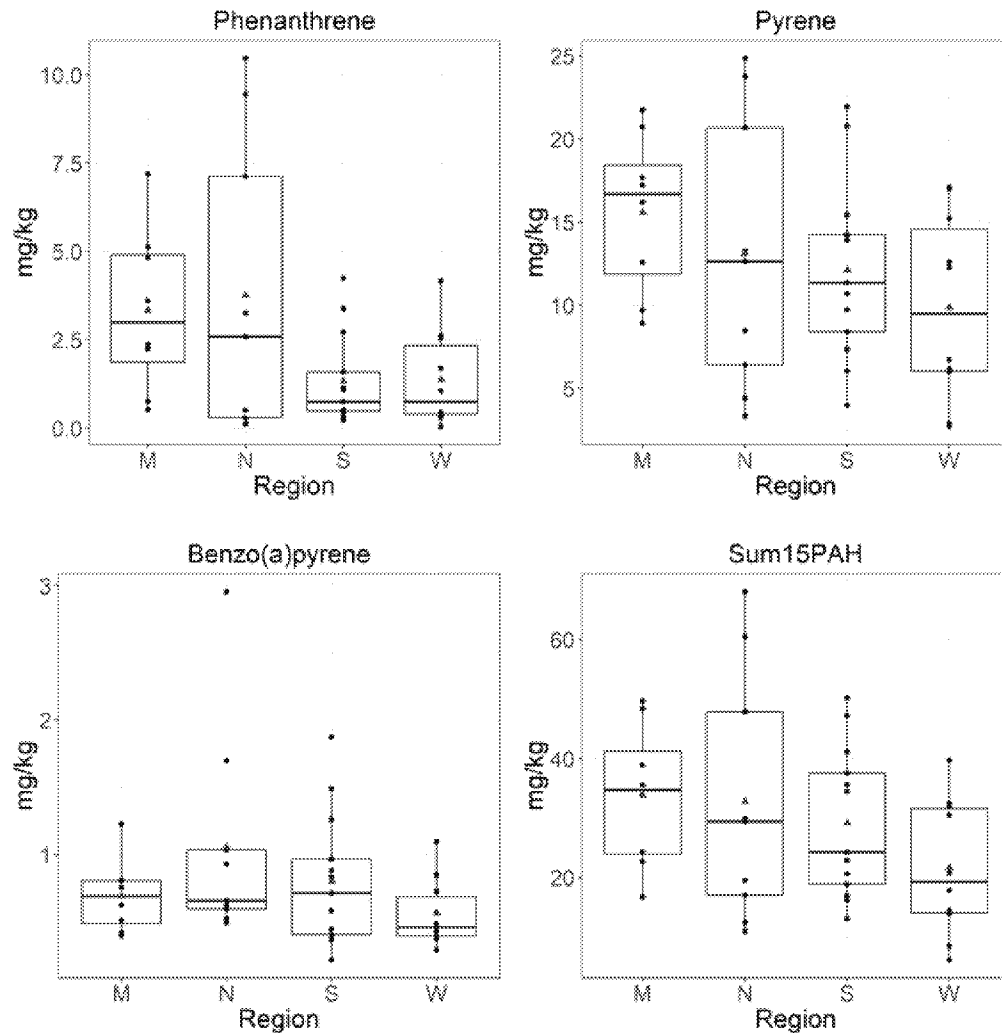 Phenanthrene
10.0
7.5
5.0
2.5
0.0
mg/kg
M N S W
Region
Pyrene
25
20
15
10
5
mg/kg
M N S W
Region
Benzo(a)pyrene
3
2
1
mg/kg
M N S W
Region
Sum15PAH
60
40
20
mg/kg
M N S W
Region